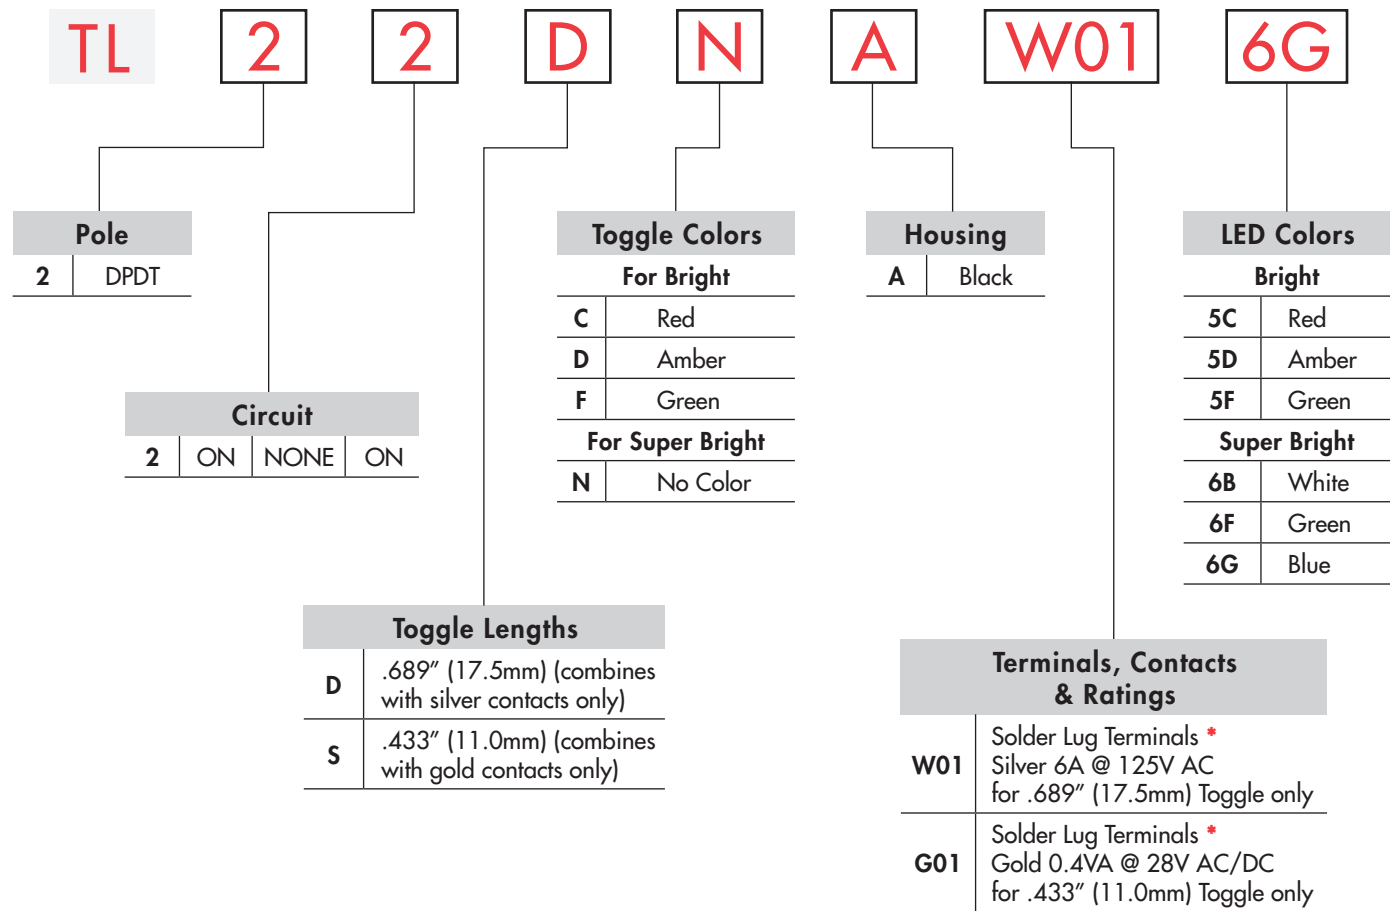 TL 2 2 D N A W01 6G
Pole
2 DPDT
Circuit
2 ON NONE ON
Toggle Lengths
D .689” (17.5mm) (combines
with silver contacts only)
S .433” (11.0mm) (combines
with gold contacts only)
Toggle Colors
For Bright
C Red
D Amber
F Green
For Super Bright
N No Color
Housing
A Black
Terminals, Contacts
& Ratings
W01 Solder Lug Terminals *
Silver 6A @ 125V AC
for .689” (17.5mm) Toggle only
G01 Solder Lug Terminals *
Gold 0.4VA @ 28V AC/DC
for .433” (11.0mm) Toggle only
LED Colors
Bright
5C Red
5D Amber
5F Green
Super Bright
6B White
6F Green
6G Blue